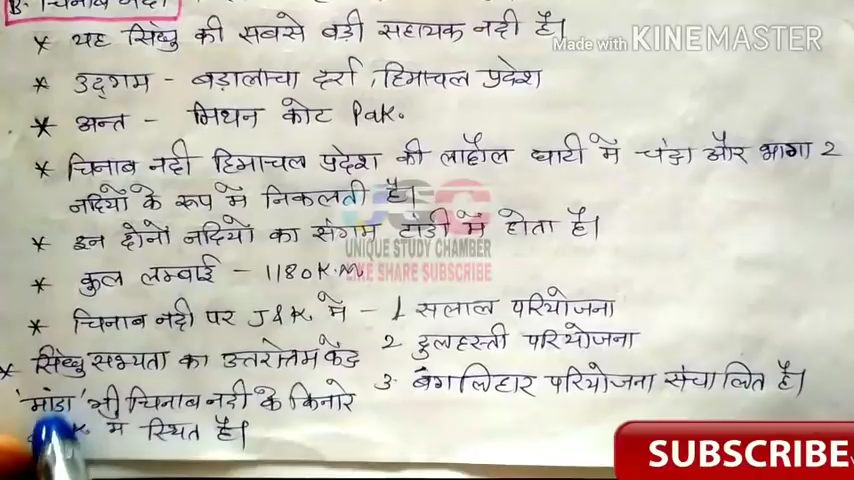 B. चिनाब नदी
* यह सिन्धु की सबसे बड़ी सहायक नदी है।
Made with KINEMASTER
* उद्गम - बड़ालाचा दर्रा, हिमाचल प्रदेश
* अन्त - मिथन कोट Pak.
* चिनाब नदी हिमाचल प्रदेश की लाहौल घाटी में चंद्रा और भागा 2
नदियों के रूप में निकलती है।
* इन दोनों नदियों का संगम टांडी में होता है।
UNIQUE STUDY CHAMBER
LIKE SHARE SUBSCRIBE
* कुल लम्बाई - 1180 K.M
* चिनाब नदी पर J&K में - 1 सलाल परियोजना
2 दुलहस्ती परियोजना
3. बगलिहार परियोजना संचालित है।
* सिन्धु सभ्यता का उत्तरोत्तम केंद्र
'मांडा' भी चिनाब नदी के किनारे
में स्थित है।
SUBSCRIBE